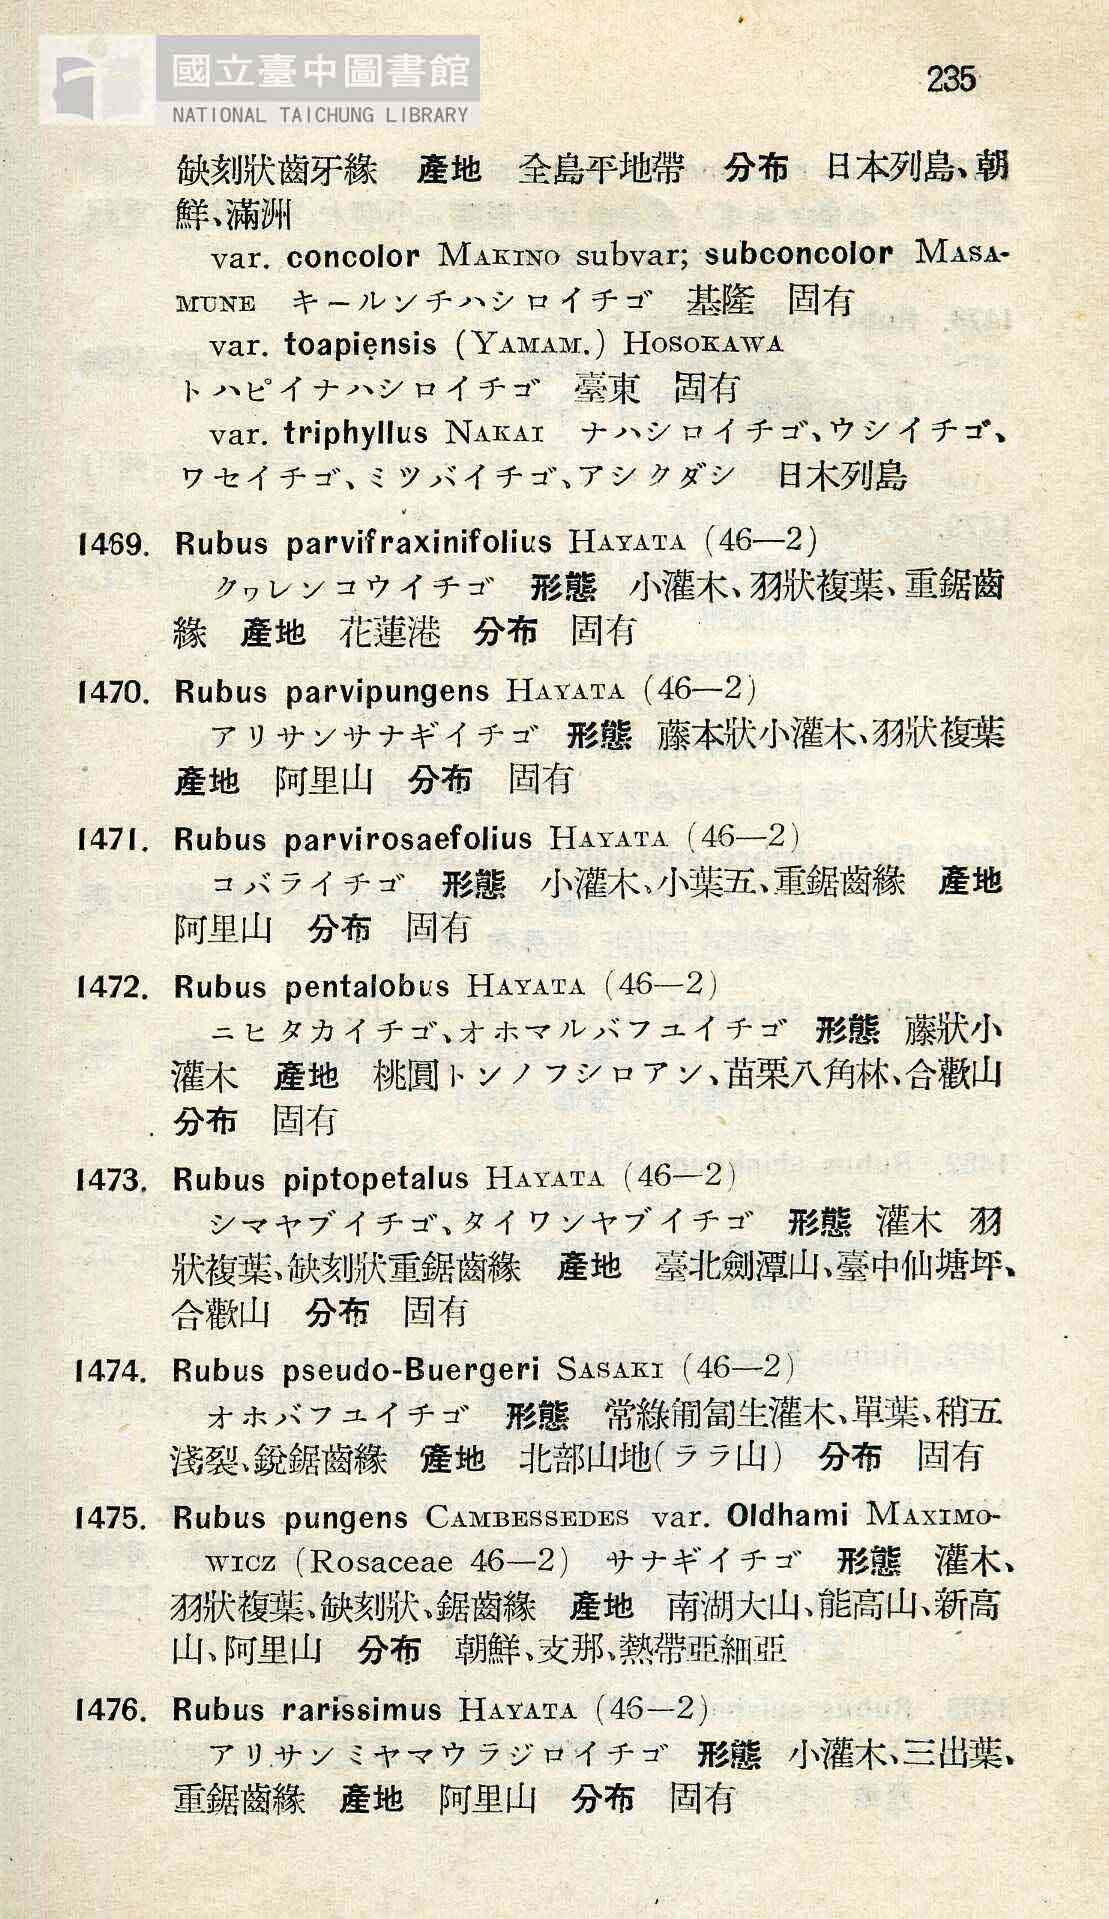 國立臺中圖書館
NATIONAL TAICHUNG LIBRARY
235
缺刻狀齒牙緣 產地 全島平地帶 分布 日本列島、朝
鮮、滿洲
var. concolor MAKINO subvar; subconcolor MASA-
MUNE キールンチハシロイチゴ 基隆 固有
var. toapiensis (YAMAM.) HOSOKAWA
トハピイナハシロイチゴ 臺東 固有
var. triphyllus NAKAI ナハシロイチゴ、ウシイチゴ、
ワセイチゴ、ミツバイチゴ、アシクダシ 日木列島
1469. Rubus parvifraxinifolius HAYATA (46—2)
クヮレンコウイチゴ 形態 小灌木、羽狀複葉、重鋸齒
緣 產地 花蓮港 分布 固有
1470. Rubus parvipungens HAYATA (46—2)
アリサンサナギイチゴ 形態 藤本狀小灌木、羽狀複葉
產地 阿里山 分布 固有
1471. Rubus parvirosaefolius HAYATA (46—2)
コバライチゴ 形態 小灌木、小葉五、重鋸齒緣 產地
阿里山 分布 固有
1472. Rubus pentalobus HAYATA (46—2)
ニヒタカイチゴ、オホマルバフユイチゴ 形態 藤狀小
灌木 產地 桃園トンノフシロアン、苗栗八角林、合歡山
分布 固有
1473. Rubus piptopetalus HAYATA (46—2)
シマヤブイチゴ、タイワンヤブイチゴ 形態 灌木 羽
狀複葉、缺刻狀重鋸齒緣 產地 臺北劍潭山、臺中仙塘坪、
合歡山 分布 固有
1474. Rubus pseudo-Buergeri SASAKI (46—2)
オホバフユイチゴ 形態 常綠匍匐生灌木、單葉、稍五
淺裂、銳鋸齒緣 產地 北部山地(ララ山) 分布 固有
1475. Rubus pungens CAMBESSEDES var. Oldhami MAXIMO-
WICZ (Rosaceae 46—2) サナギイチゴ 形態 灌木、
羽狀複葉、缺刻狀、鋸齒緣 產地 南湖大山、能高山、新高
山、阿里山 分布 朝鮮、支那、熱帶亞細亞
1476. Rubus rarissimus HAYATA (46—2)
アリサンミヤマウラジロイチゴ 形態 小灌木、三出葉、
重鋸齒緣 產地 阿里山 分布 固有